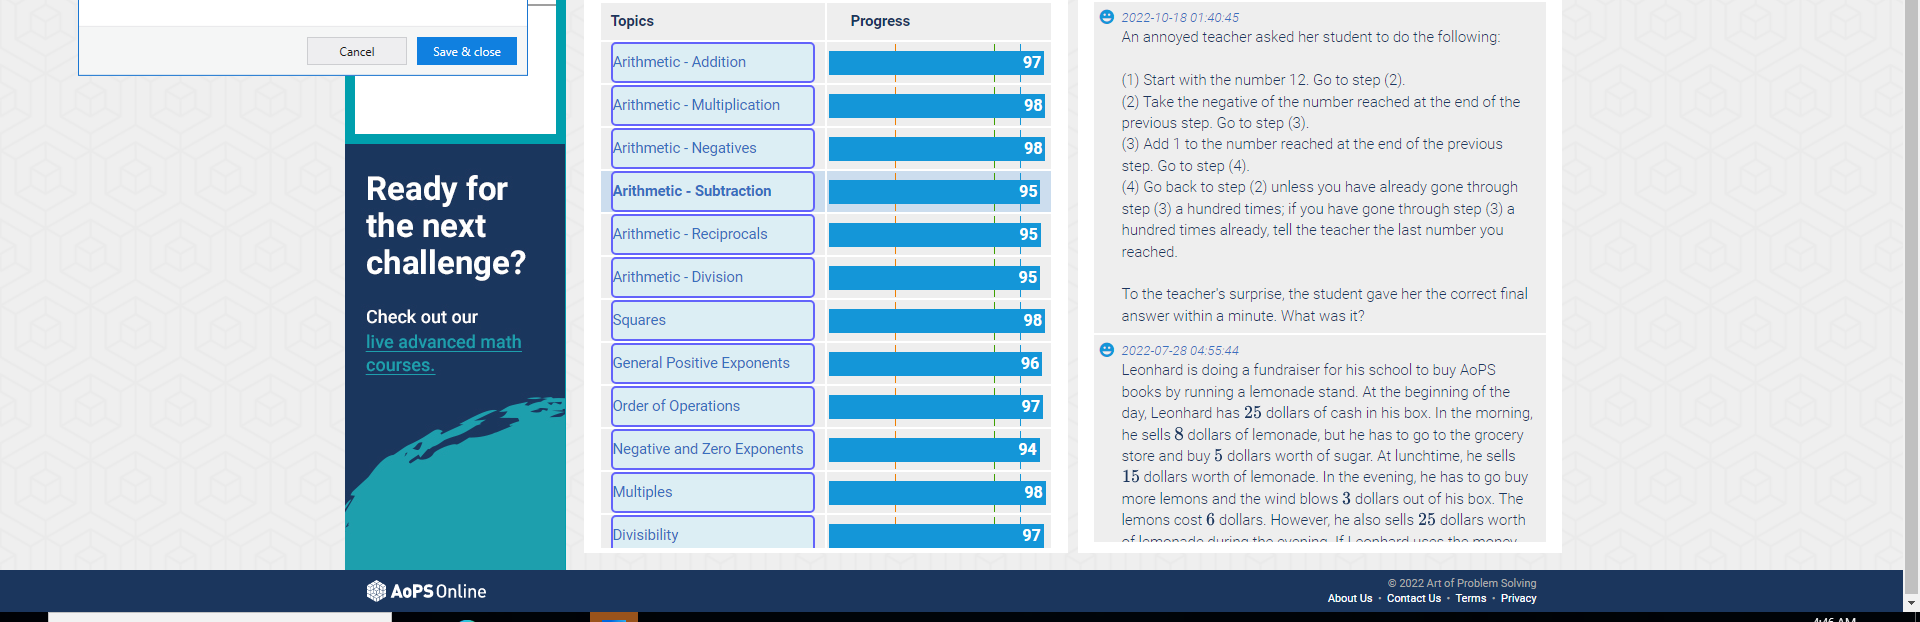 Cancel
Save & close
Ready for
the next
challenge?
Check out our
live advanced math
courses.
Topics Progress
Arithmetic - Addition 97
Arithmetic - Multiplication 98
Arithmetic - Negatives 98
Arithmetic - Subtraction 95
Arithmetic - Reciprocals 95
Arithmetic - Division 95
Squares 98
General Positive Exponents 96
Order of Operations 97
Negative and Zero Exponents 94
Multiples 98
Divisibility 97
2022-10-18 01:40:45
An annoyed teacher asked her student to do the following:
(1) Start with the number 12. Go to step (2).
(2) Take the negative of the number reached at the end of the
previous step. Go to step (3).
(3) Add 1 to the number reached at the end of the previous
step. Go to step (4).
(4) Go back to step (2) unless you have already gone through
step (3) a hundred times; if you have gone through step (3) a
hundred times already, tell the teacher the last number you
reached.
To the teacher's surprise, the student gave her the correct final
answer within a minute. What was it?
2022-07-28 04:55:44
Leonhard is doing a fundraiser for his school to buy AoPS
books by running a lemonade stand. At the beginning of the
day, Leonhard has 25 dollars of cash in his box. In the morning,
he sells 8 dollars of lemonade, but he has to go to the grocery
store and buy 5 dollars worth of sugar. At lunchtime, he sells
15 dollars worth of lemonade. In the evening, he has to go buy
more lemons and the wind blows 3 dollars out of his box. The
lemons cost 6 dollars. However, he also sells 25 dollars worth
of lemonade during the evening. If Leonhard uses the money
AoPS Online
© 2022 Art of Problem Solving
About Us • Contact Us • Terms • Privacy
4:46 AM